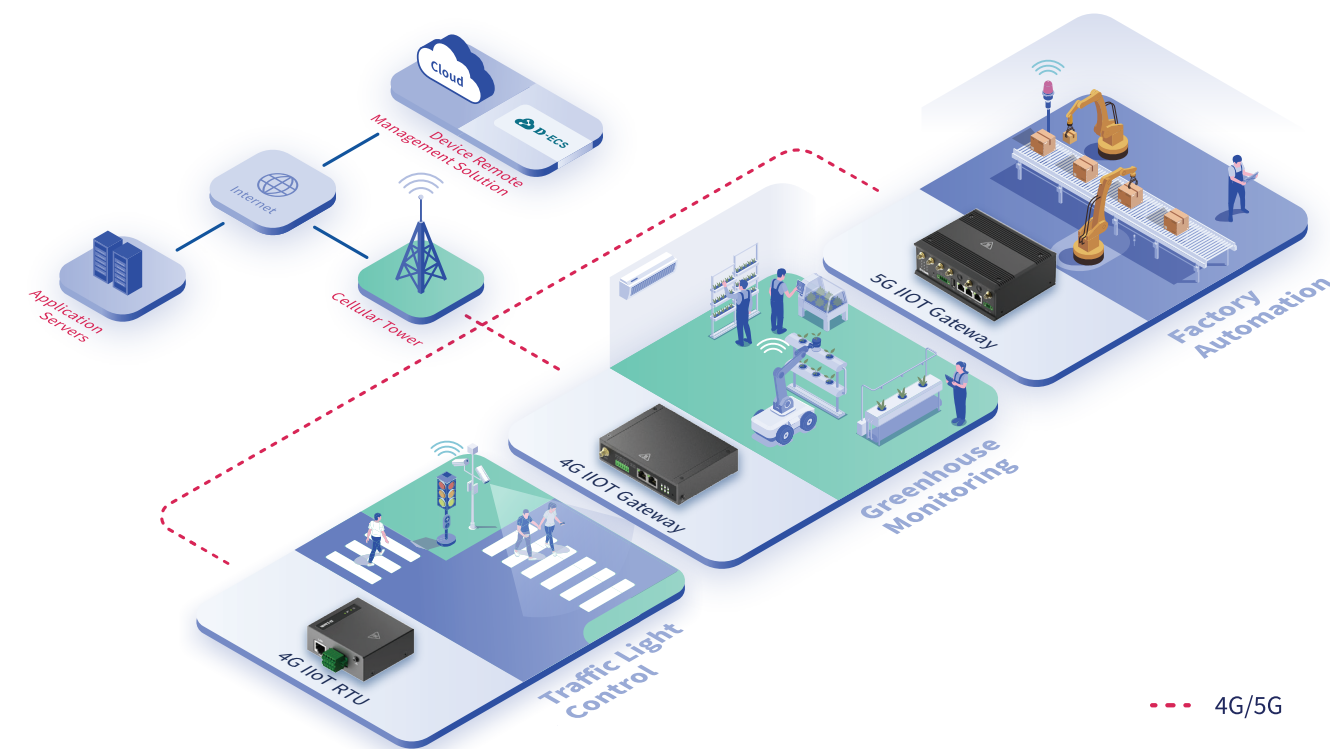 Cloud
D-ECS
Device Remote
Management Solution
Internet
Application
Servers
Cellular Tower
5G IIOT Gateway
Factory
Automation
4G IIOT Gateway
Greenhouse
Monitoring
4G IIoT RTU
Traffic Light
Control
4G/5G